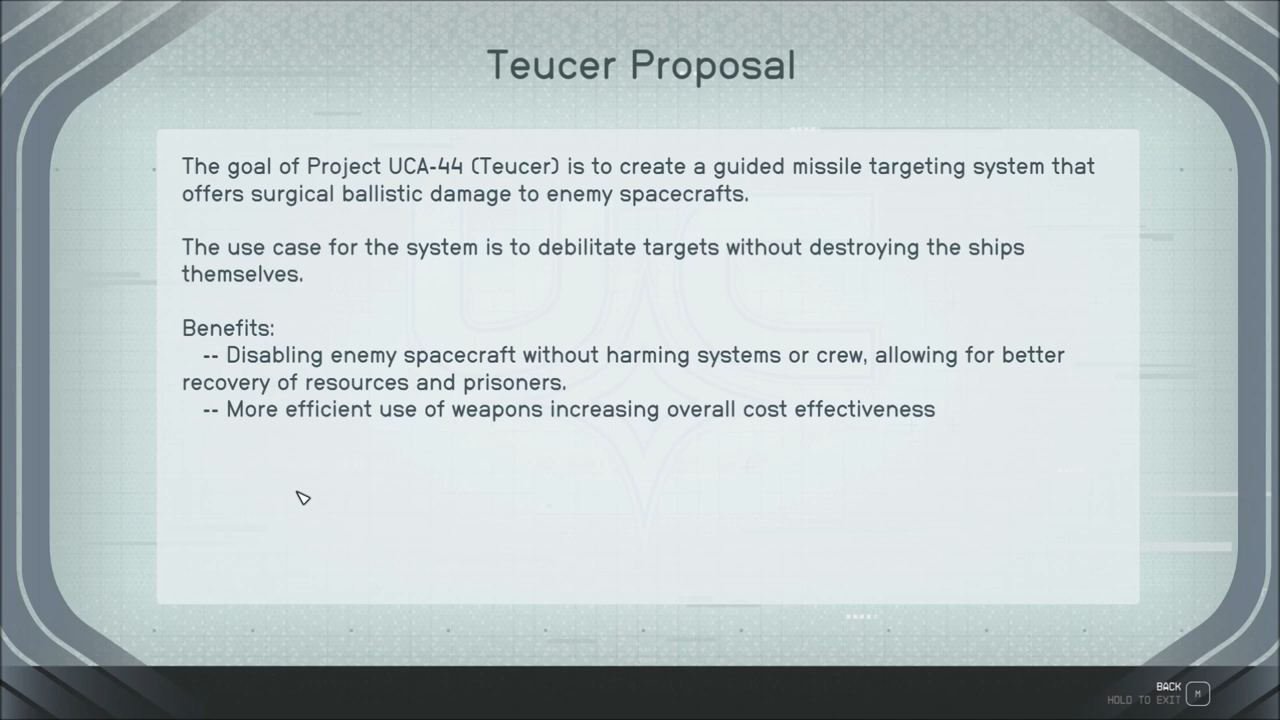 Teucer Proposal
The goal of Project UCA-44 (Teucer) is to create a guided missile targeting system that
offers surgical ballistic damage to enemy spacecrafts.
The use case for the system is to debilitate targets without destroying the ships
themselves.
Benefits:
-- Disabling enemy spacecraft without harming systems or crew, allowing for better
recovery of resources and prisoners.
-- More efficient use of weapons increasing overall cost effectiveness
UC
BACK
HOLD TO EXIT
M